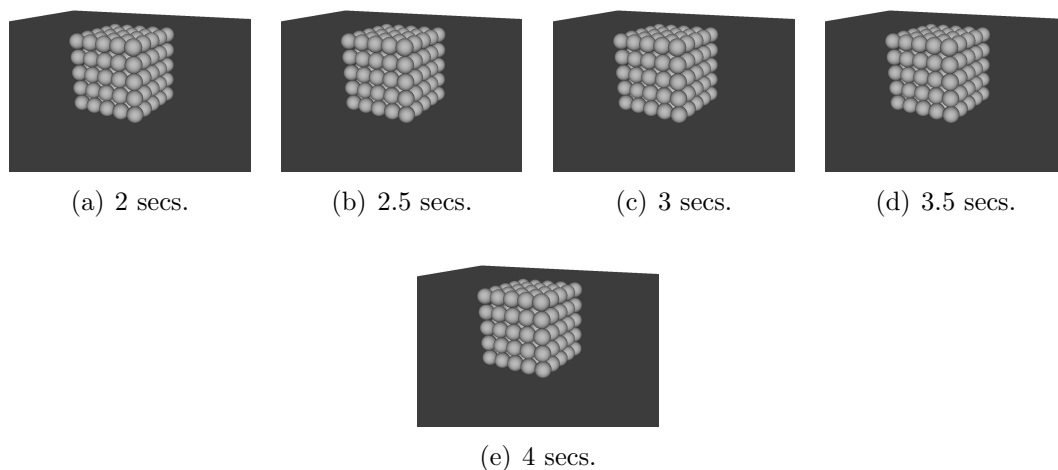 (a) 2 secs.
(b) 2.5 secs.
(c) 3 secs.
(d) 3.5 secs.
(e) 4 secs.